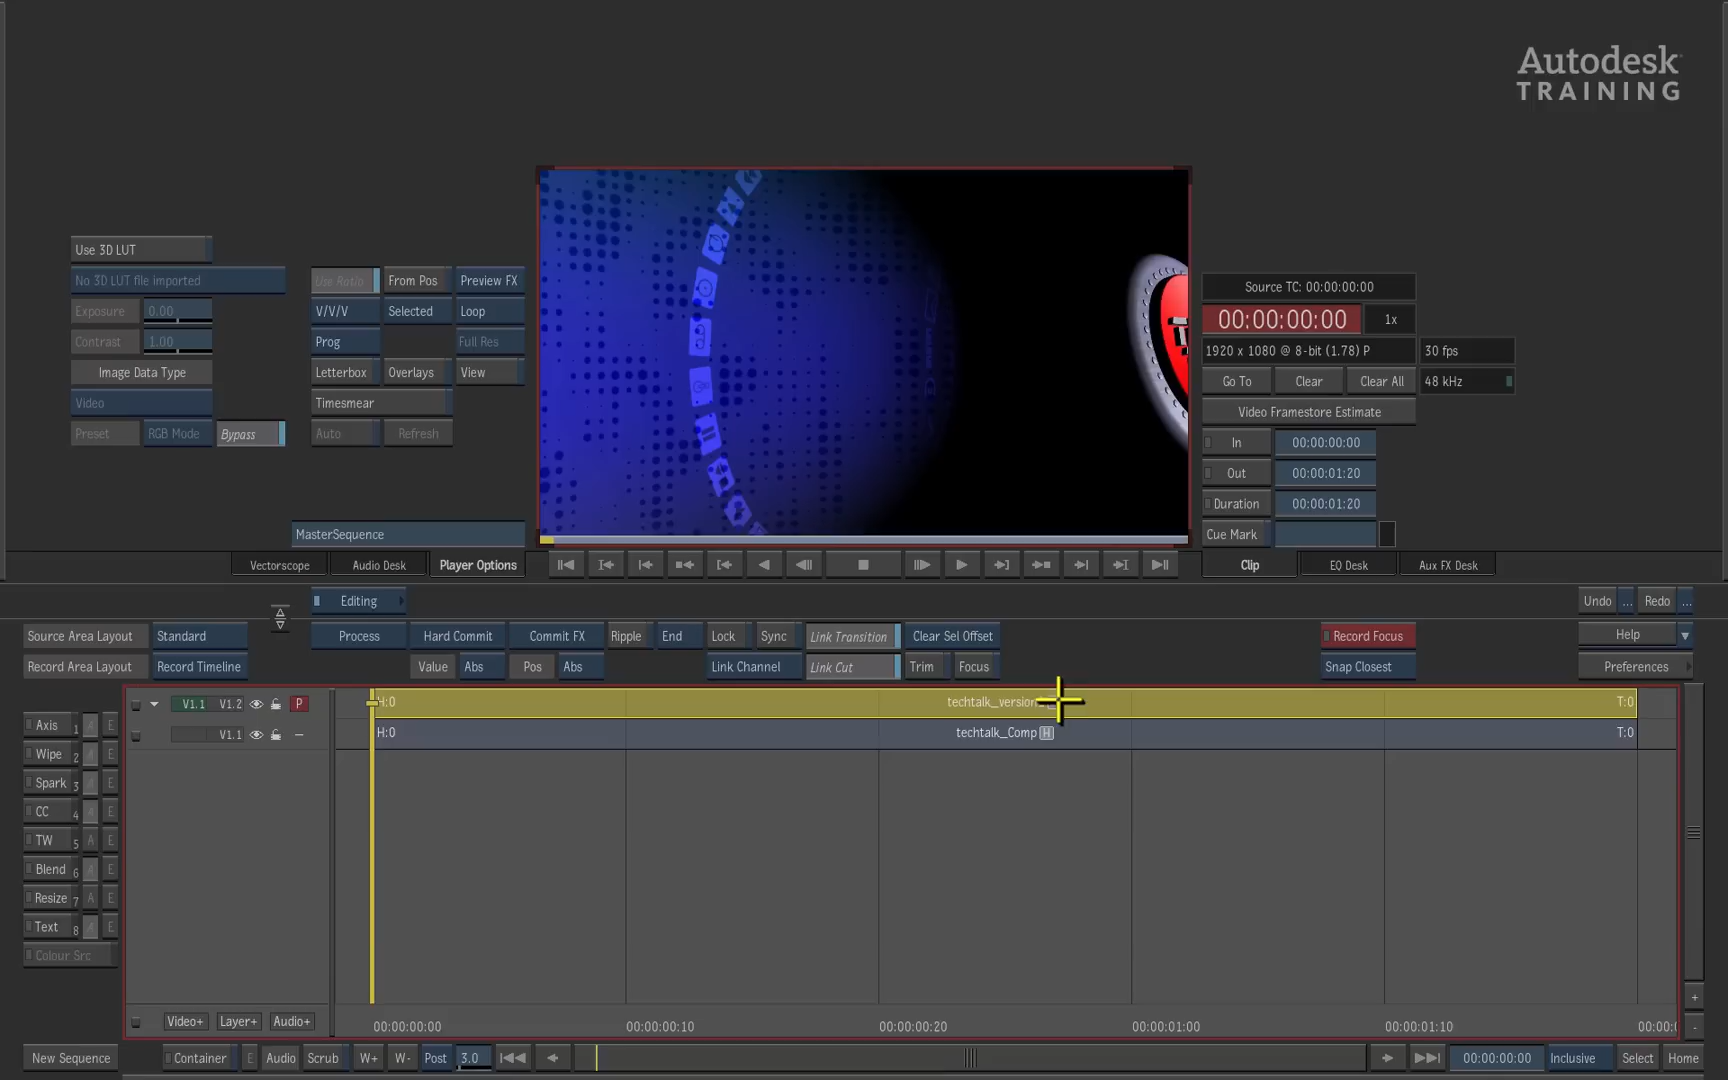 Autodesk
TRAINING
Use 3D LUT
No 3D LUT file imported
Exposure 0.00
Contrast 1.00
Image Data Type
Video
Preset RGB Mode Bypass
Use Ratio From Pos Preview FX
V/V/V Selected Loop
Prog Full Res
Letterbox Overlays View
Timesmear
Auto Refresh
MasterSequence
Source TC: 00:00:00:00
00:00:00:00 1x
1920 x 1080 @ 8-bit (1.78) P 30 fps
Go To Clear Clear All 48 kHz
Video Framestore Estimate
In 00:00:00:00
Out 00:00:01:20
Duration 00:00:01:20
Cue Mark
Vectorscope Audio Desk Player Options Clip EQ Desk Aux FX Desk
Editing Undo ... Redo ...
Source Area Layout Standard Process Hard Commit Commit FX Ripple End Lock Sync Link Transition Clear Sel Offset Record Focus Help
Record Area Layout Record Timeline Value Abs Pos Abs Link Channel Link Cut Trim Focus Snap Closest Preferences
V1.1 V1.2 P H:0 techtalk_version T:0
V1.1 H:0 techtalk_Comp H T:0
Axis 1 A E
Wipe 2 A E
Spark 3 A E
CC 4 A E
TW 5 A E
Blend 6 A E
Resize 7 A E
Text 8 A E
Colour Src
Video+ Layer+ Audio+ 00:00:00:00 00:00:00:10 00:00:00:20 00:00:01:00 00:00:01:10
New Sequence Container E Audio Scrub W+ W- Post 3.0 00:00:00:00 Inclusive Select Home